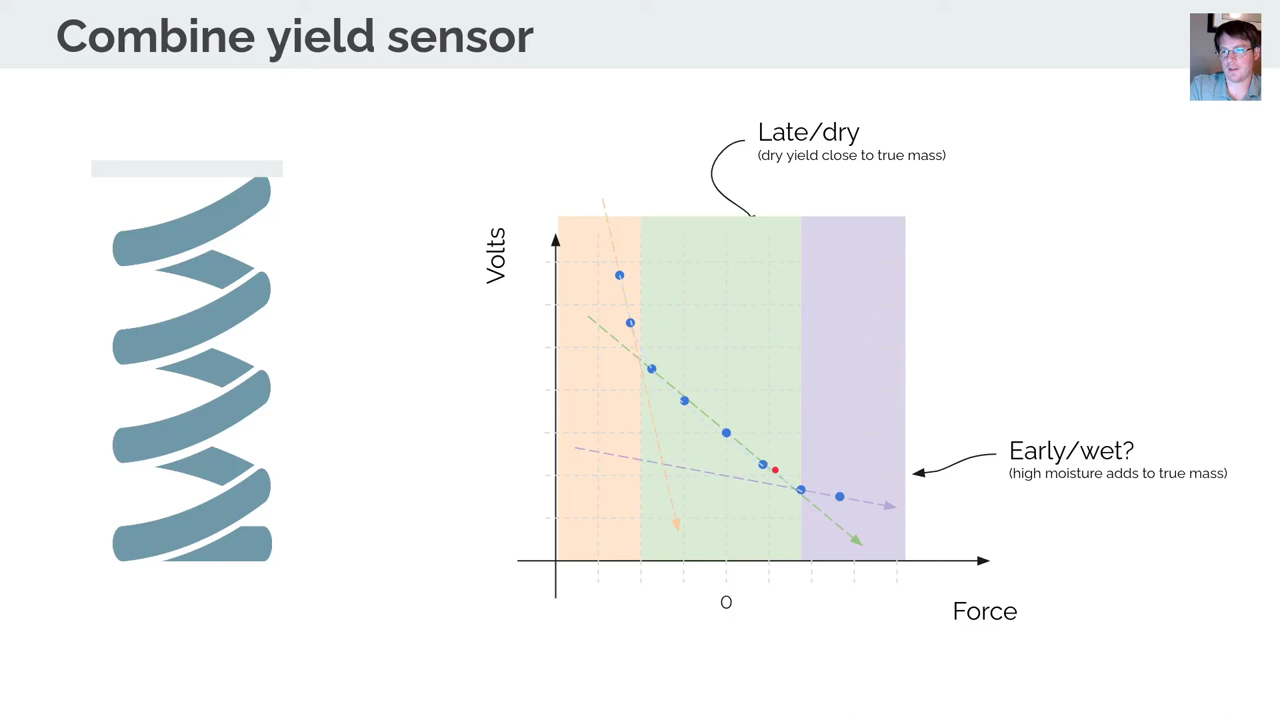 Combine yield sensor
Late/dry
(dry yield close to true mass)
Volts
Early/wet?
(high moisture adds to true mass)
0
Force